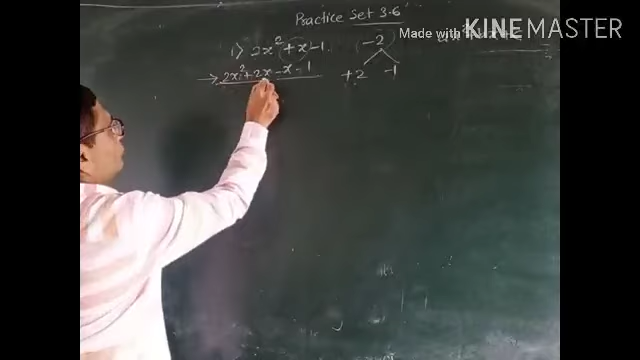 Practice Set 3.6
Made with KINEMASTER
1) 2x² + x - 1
-2
→ 2x² + 2x - x - 1
+2 -1